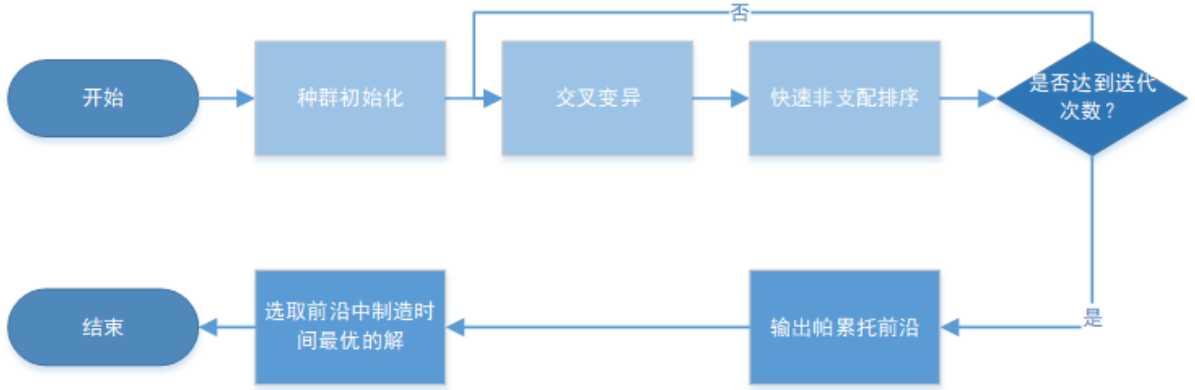 否
开始
种群初始化
交叉变异
快速非支配排序
是否达到迭代
次数？
是
结束
选取前沿中制造时
间最优的解
输出帕累托前沿